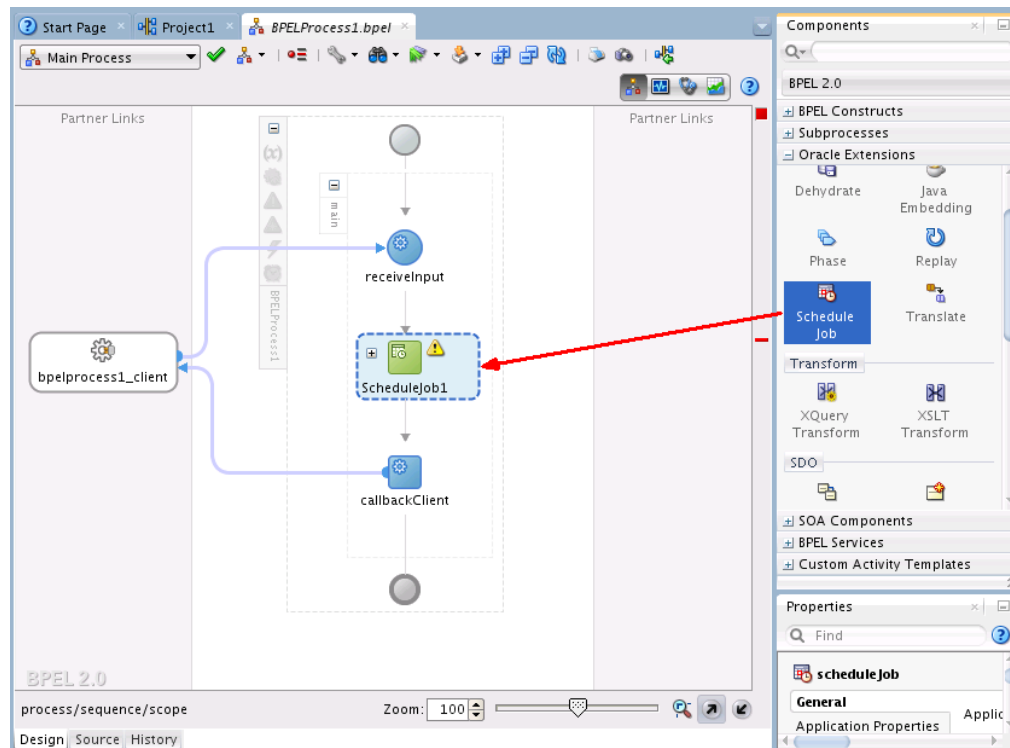 Start Page
Project1
BPELProcess1.bpel
Main Process
Partner Links
Partner Links
(x)
main
BPELProcess1
receiveInput
bpelprocess1_client
ScheduleJob1
callbackClient
BPEL 2.0
process/sequence/scope
Zoom: 100
Design Source History
Components
BPEL 2.0
BPEL Constructs
Subprocesses
Oracle Extensions
Dehydrate
Java
Embedding
Phase
Replay
Schedule
Job
Translate
Transform
XQuery
Transform
XSLT
Transform
SDO
SOA Components
BPEL Services
Custom Activity Templates
Properties
Find
scheduleJob
General
Application Properties
Applic